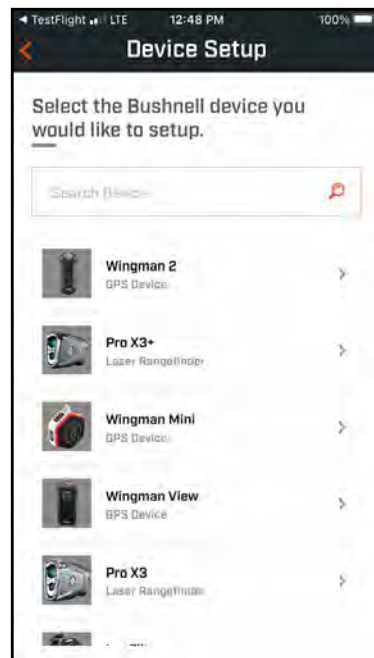 TestFlight LTE 12:48 PM 100%
Device Setup
Select the Bushnell device you
would like to setup.
Search Device
Wingman 2
GPS Device
Pro X3+
Laser Rangefinder
Wingman Mini
GPS Device
Wingman View
GPS Device
Pro X3
Laser Rangefinder